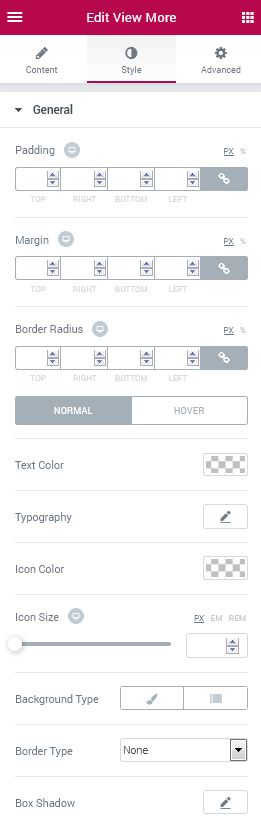 Edit View More
Content Style Advanced
General
Padding PX %
TOP RIGHT BOTTOM LEFT
Margin PX %
TOP RIGHT BOTTOM LEFT
Border Radius PX %
TOP RIGHT BOTTOM LEFT
NORMAL HOVER
Text Color
Typography
Icon Color
Icon Size PX EM REM
Background Type
Border Type None
Box Shadow